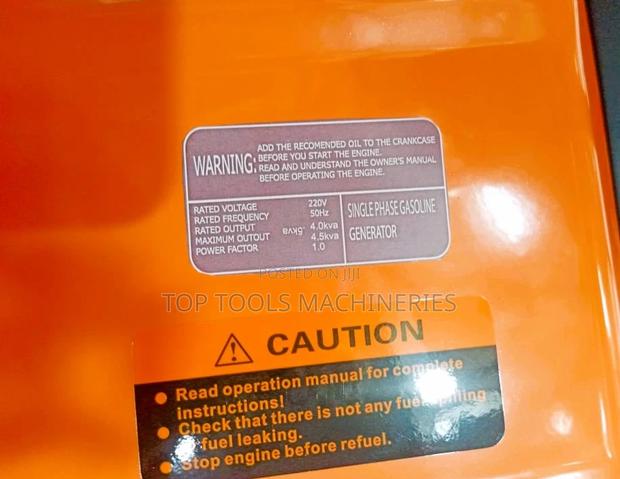 WARNING:
ADD THE RECOMENDED OIL TO THE CRANKCASE
BEFORE YOU START THE ENGINE.
READ AND UNDERSTAND THE OWNER'S MANUAL
BEFORE OPERATING THE ENGINE.
RATED VOLTAGE 220V
RATED FREQUENCY 50Hz
RATED OUTPUT 4.0kva
MAXIMUM OUTOUT 4.5kva
POWER FACTOR 1.0
SINGLE PHASE GASOLINE
GENERATOR
POSTED ON JIJI
TOP TOOLS MACHINERIES
CAUTION
● Read operation manual for complete
instructions!
● Check that there is not any fuel spilling
fuel leaking.
● Stop engine before refuel.